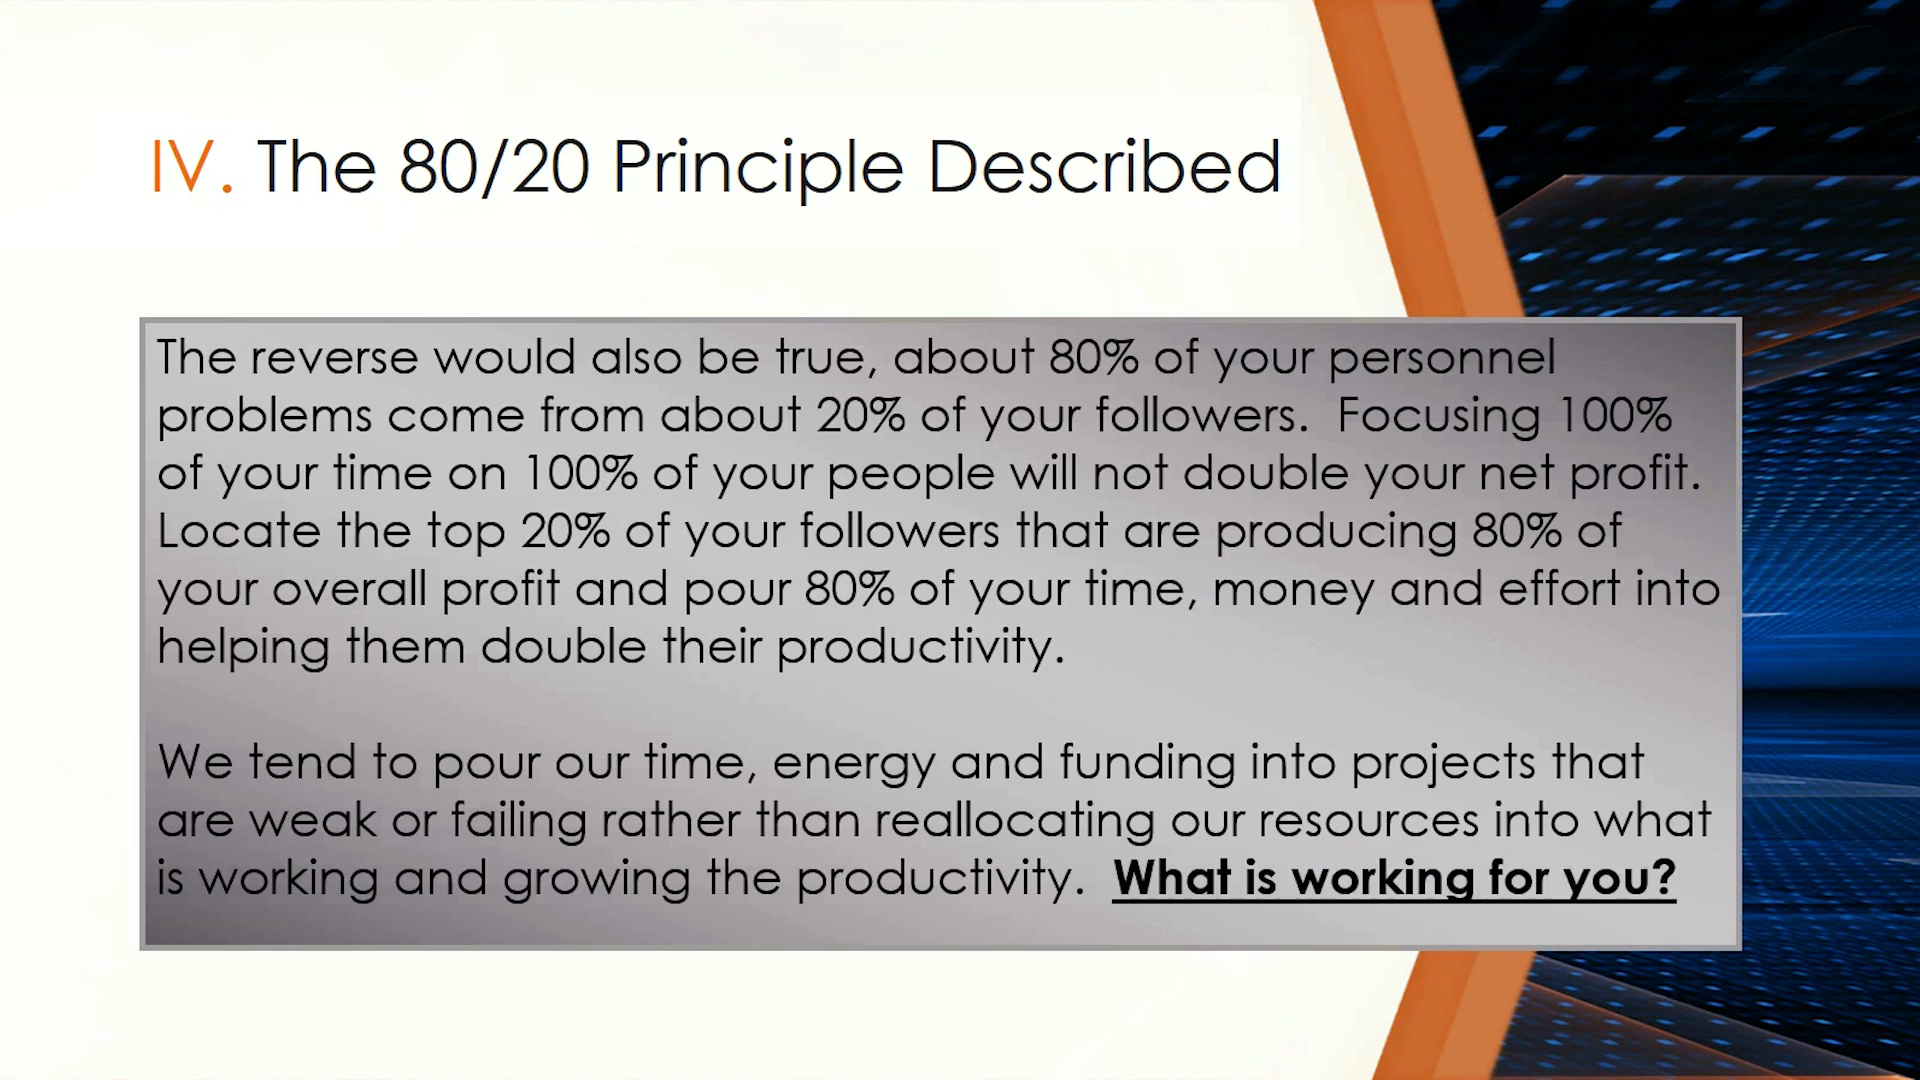 IV. The 80/20 Principle Described
The reverse would also be true, about 80% of your personnel
problems come from about 20% of your followers.  Focusing 100%
of your time on 100% of your people will not double your net profit.
Locate the top 20% of your followers that are producing 80% of
your overall profit and pour 80% of your time, money and effort into
helping them double their productivity.
We tend to pour our time, energy and funding into projects that
are weak or failing rather than reallocating our resources into what
is working and growing the productivity.  What is working for you?